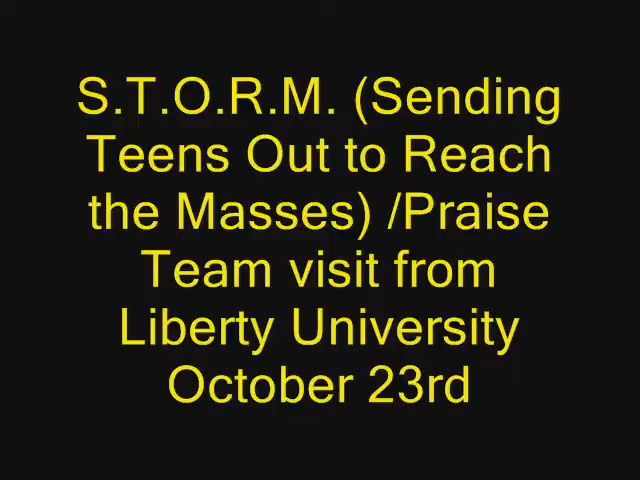 S.T.O.R.M. (Sending
Teens Out to Reach
the Masses) /Praise
Team visit from
Liberty University
October 23rd